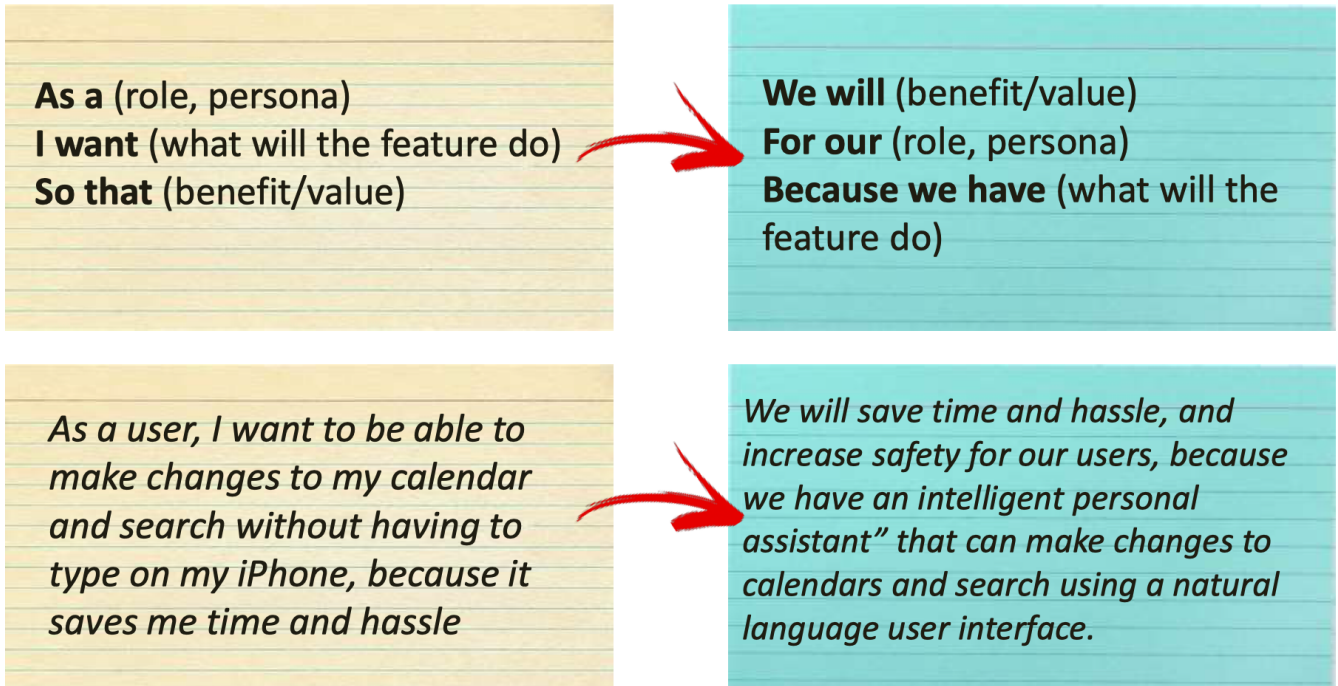 As a (role, persona)
I want (what will the feature do)
So that (benefit/value)
We will (benefit/value)
For our (role, persona)
Because we have (what will the
feature do)
As a user, I want to be able to
make changes to my calendar
and search without having to
type on my iPhone, because it
saves me time and hassle
We will save time and hassle, and
increase safety for our users, because
we have an intelligent personal
assistant” that can make changes to
calendars and search using a natural
language user interface.